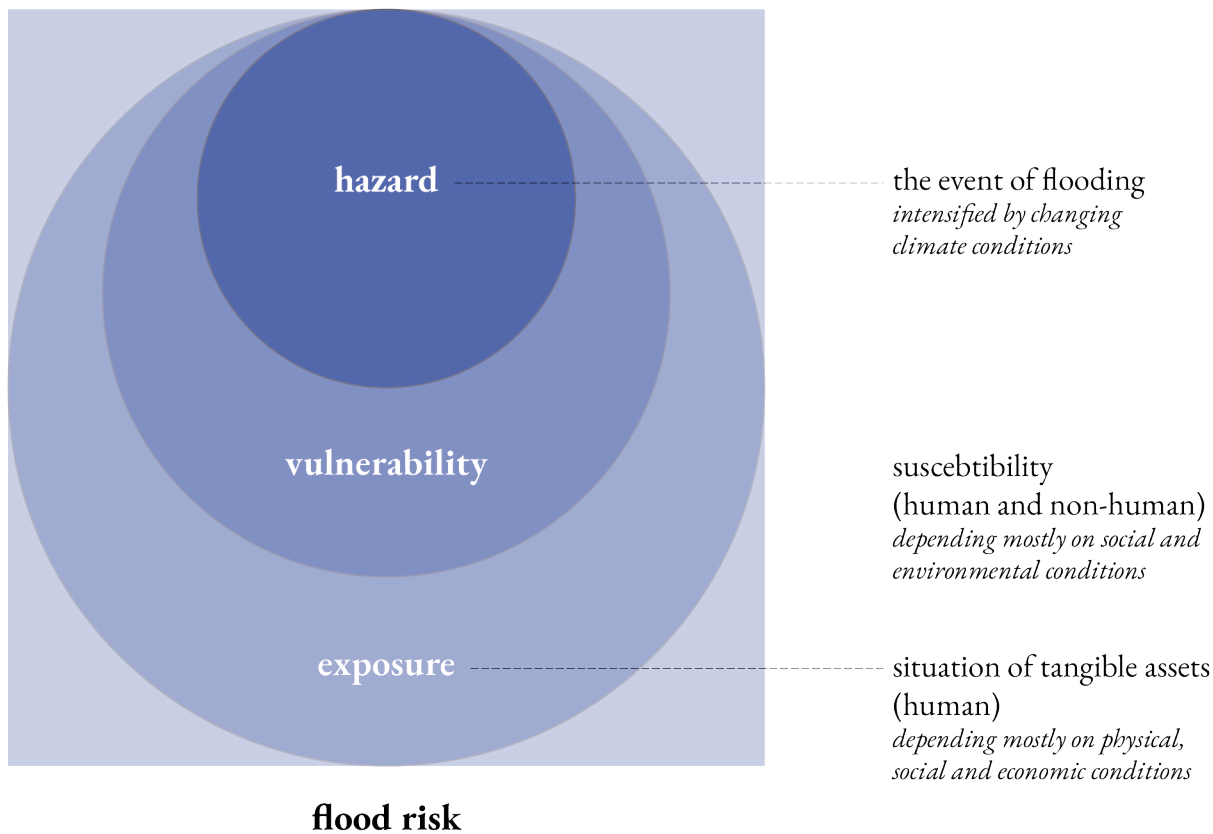 hazard
the event of flooding
intensified by changing
climate conditions
vulnerability
suscebtibility
(human and non-human)
depending mostly on social and
environmental conditions
exposure
situation of tangible assets
(human)
depending mostly on physical,
social and economic conditions
flood risk